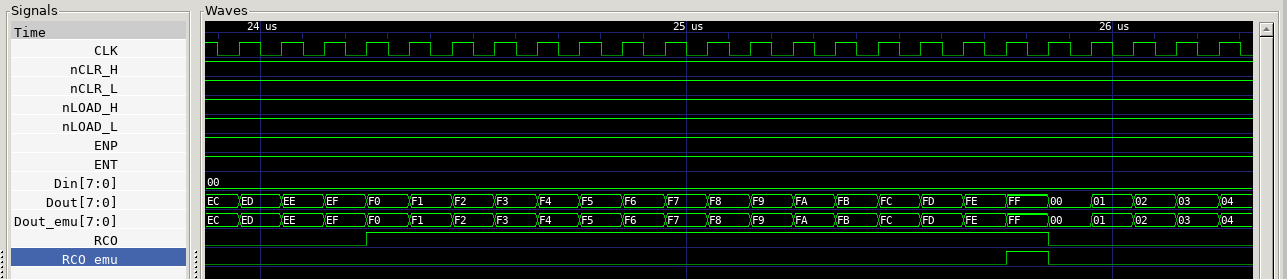 Signals
Waves
Time
24 us 25 us 26 us
CLK
nCLR_H
nCLR_L
nLOAD_H
nLOAD_L
ENP
ENT
Din[7:0] 00
Dout[7:0] EC ED EE EF F0 F1 F2 F3 F4 F5 F6 F7 F8 F9 FA FB FC FD FE FF 00 01 02 03 04
Dout_emu[7:0] EC ED EE EF F0 F1 F2 F3 F4 F5 F6 F7 F8 F9 FA FB FC FD FE FF 00 01 02 03 04
RCO
RCO emu